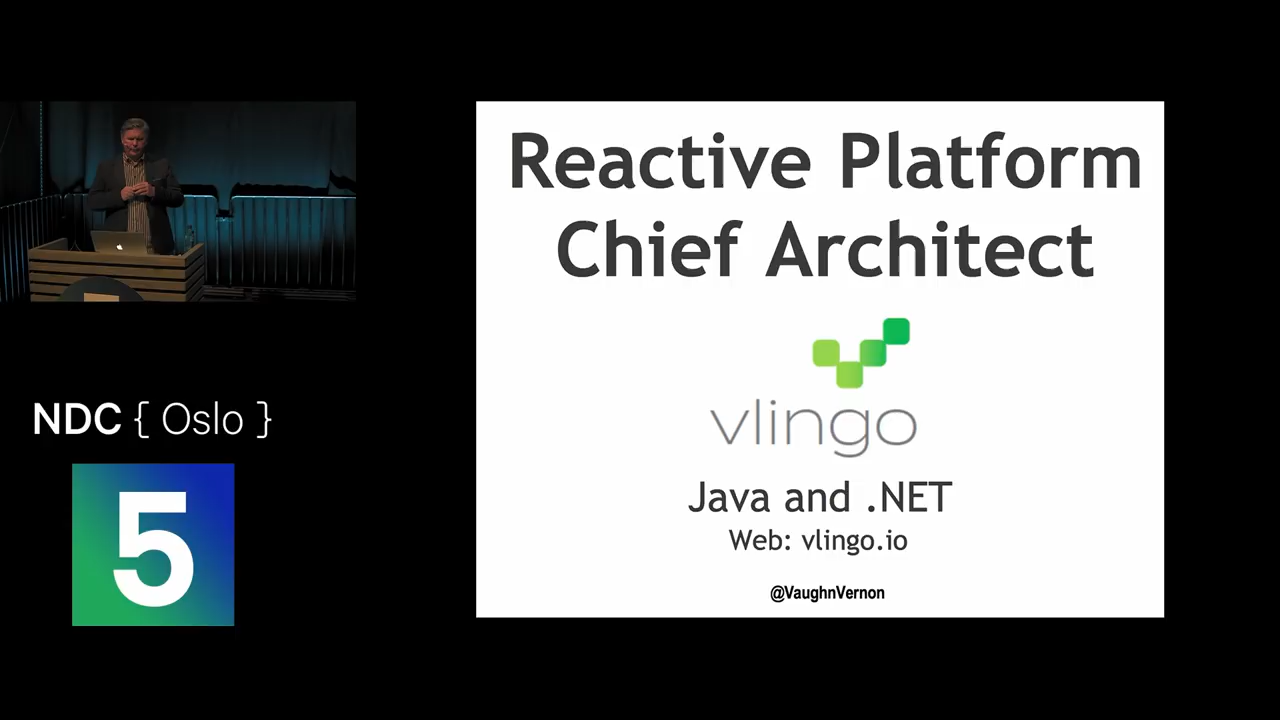 Reactive Platform
Chief Architect
vlingo
Java and .NET
Web: vlingo.io
@VaughnVernon
NDC { Oslo }
5